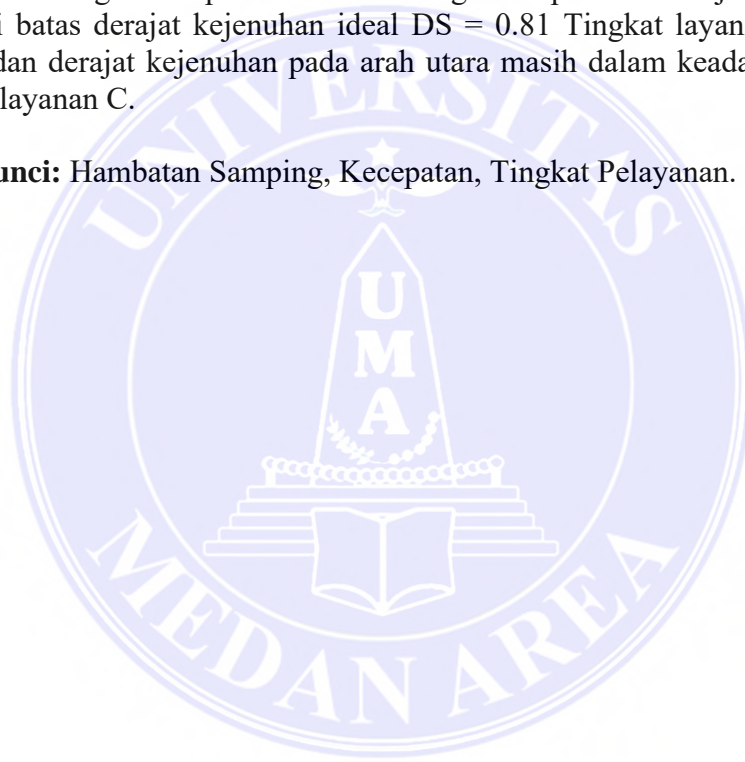 i batas derajat kejenuhan ideal DS = 0.81 Tingkat layan
dan derajat kejenuhan pada arah utara masih dalam keada
layanan C.
unci: Hambatan Samping, Kecepatan, Tingkat Pelayanan.
UNIVERSITAS
U
M
A
MEDAN AREA